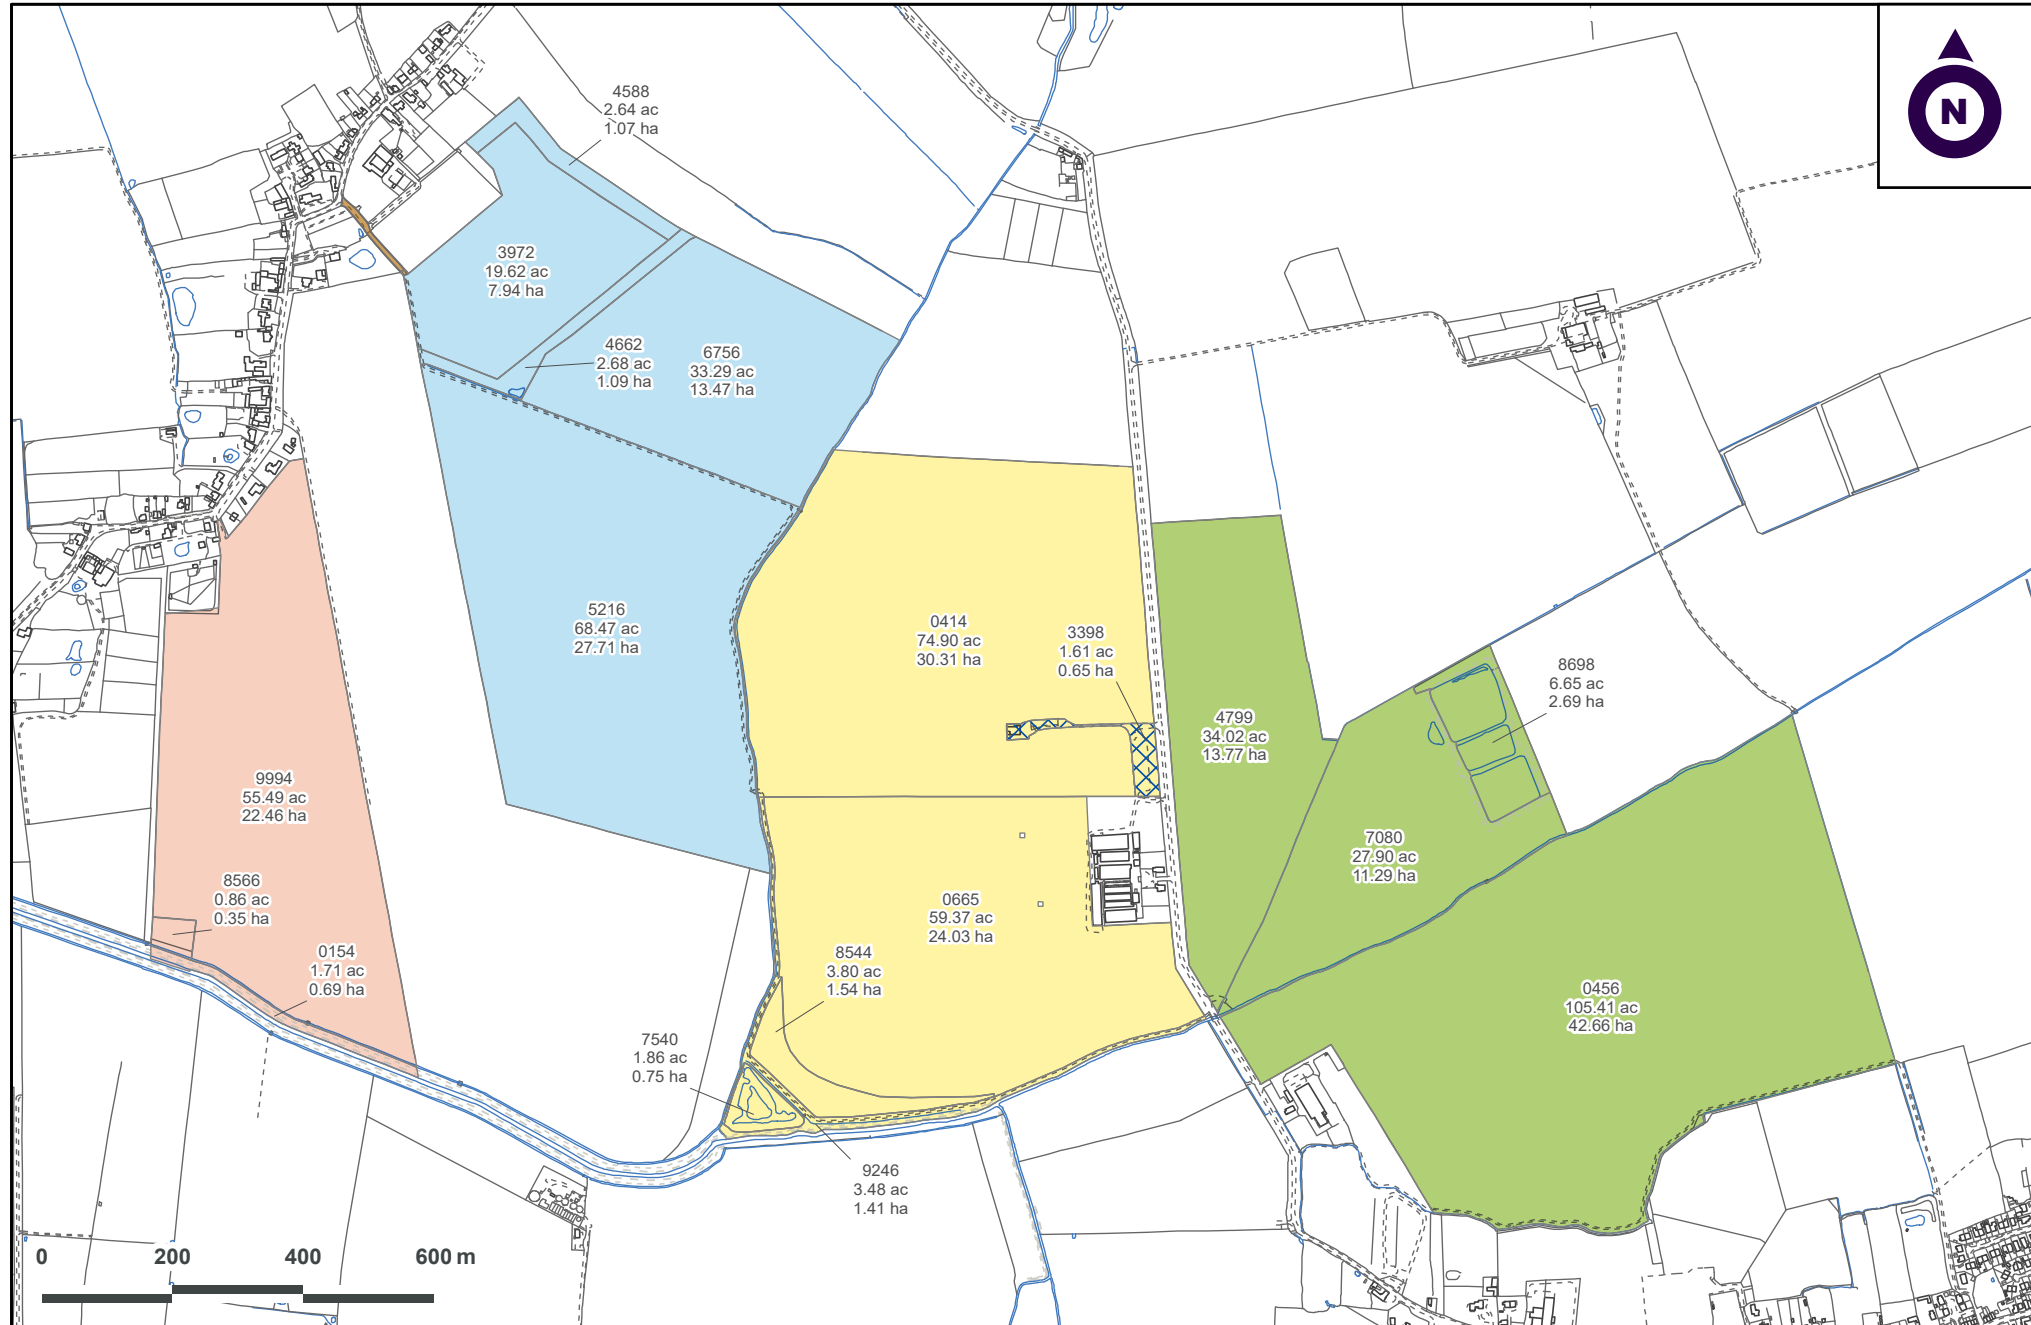 N
4588
2.64 ac
1.07 ha
3972
19.62 ac
7.94 ha
4662
2.68 ac
1.09 ha
6756
33.29 ac
13.47 ha
5216
68.47 ac
27.71 ha
0414
74.90 ac
30.31 ha
3398
1.61 ac
0.65 ha
8698
6.65 ac
2.69 ha
4799
34.02 ac
13.77 ha
9994
55.49 ac
22.46 ha
7080
27.90 ac
11.29 ha
8566
0.86 ac
0.35 ha
0665
59.37 ac
24.03 ha
0154
1.71 ac
0.69 ha
8544
3.80 ac
1.54 ha
0456
105.41 ac
42.66 ha
7540
1.86 ac
0.75 ha
9246
3.48 ac
1.41 ha
0 200 400 600 m